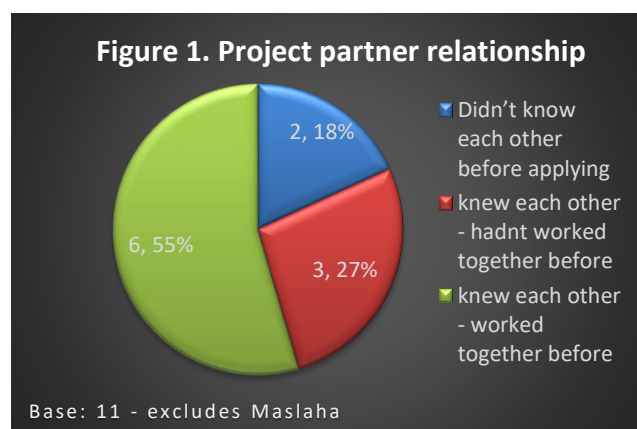 Figure 1. Project partner relationship
2, 18%
3, 27%
6, 55%
Didn’t know
each other
before applying
knew each other
- hadnt worked
together before
knew each other
- worked
together before
Base: 11 - excludes Maslaha